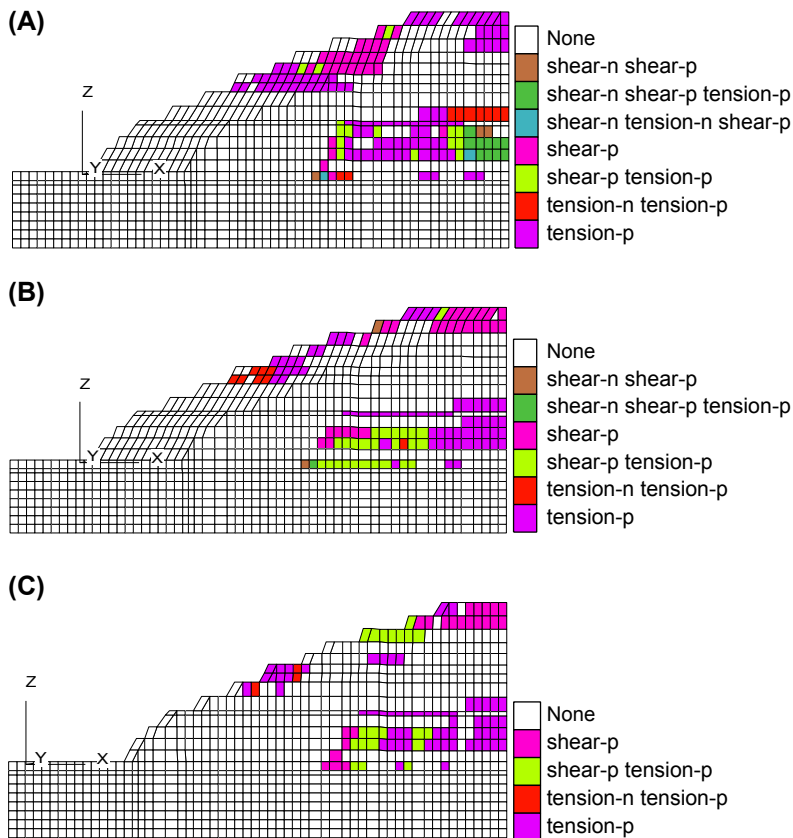 (A)
None
shear-n shear-p
shear-n shear-p tension-p
shear-n tension-n shear-p
shear-p
shear-p tension-p
tension-n tension-p
tension-p
Z
Y
X
(B)
None
shear-n shear-p
shear-n shear-p tension-p
shear-p
shear-p tension-p
tension-n tension-p
tension-p
Z
Y
X
(C)
None
shear-p
shear-p tension-p
tension-n tension-p
tension-p
Z
Y
X